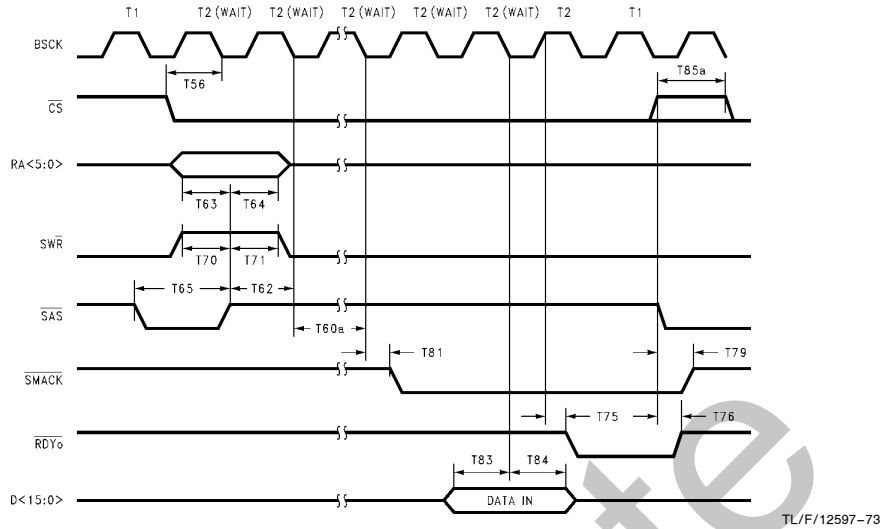 T1 T2 (WAIT) T2 (WAIT) T2 (WAIT) T2 (WAIT) T2 (WAIT) T2 T1
BSCK
T56
T85a
CS
RA<5:0>
T63 T64
SWR
T70 T71
T65 T62
SAS
T60a
T81 T79
SMACK
T75 T76
RDYo
T83 T84
D<15:0> DATA IN
TL/F/12597–73